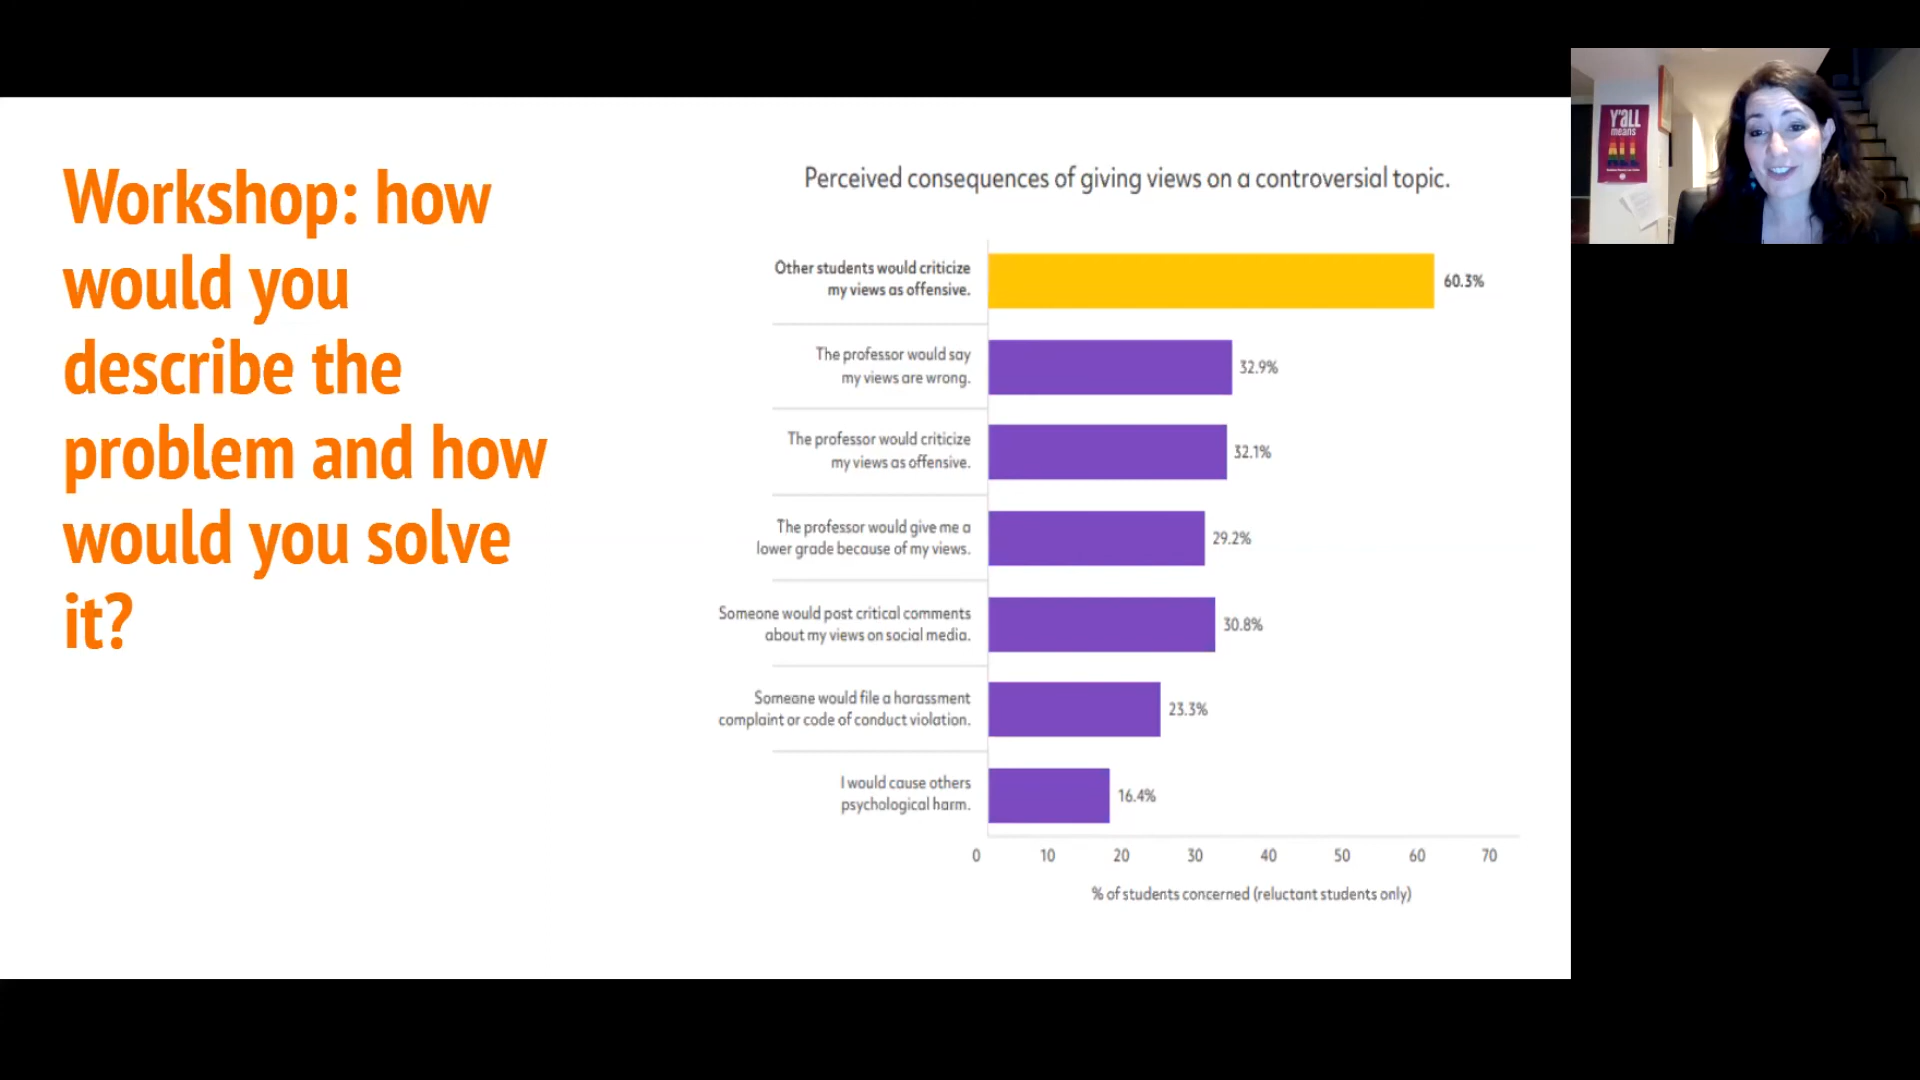 Workshop: how
would you
describe the
problem and how
would you solve
it?
Perceived consequences of giving views on a controversial topic.
Other students would criticize
my views as offensive.
60.3%
The professor would say
my views are wrong.
32.9%
The professor would criticize
my views as offensive.
32.1%
The professor would give me a
lower grade because of my views.
29.2%
Someone would post critical comments
about my views on social media.
30.8%
Someone would file a harassment
complaint or code of conduct violation.
23.3%
I would cause others
psychological harm.
16.4%
0 10 20 30 40 50 60 70
% of students concerned (reluctant students only)
Y'ALL
means
ALL